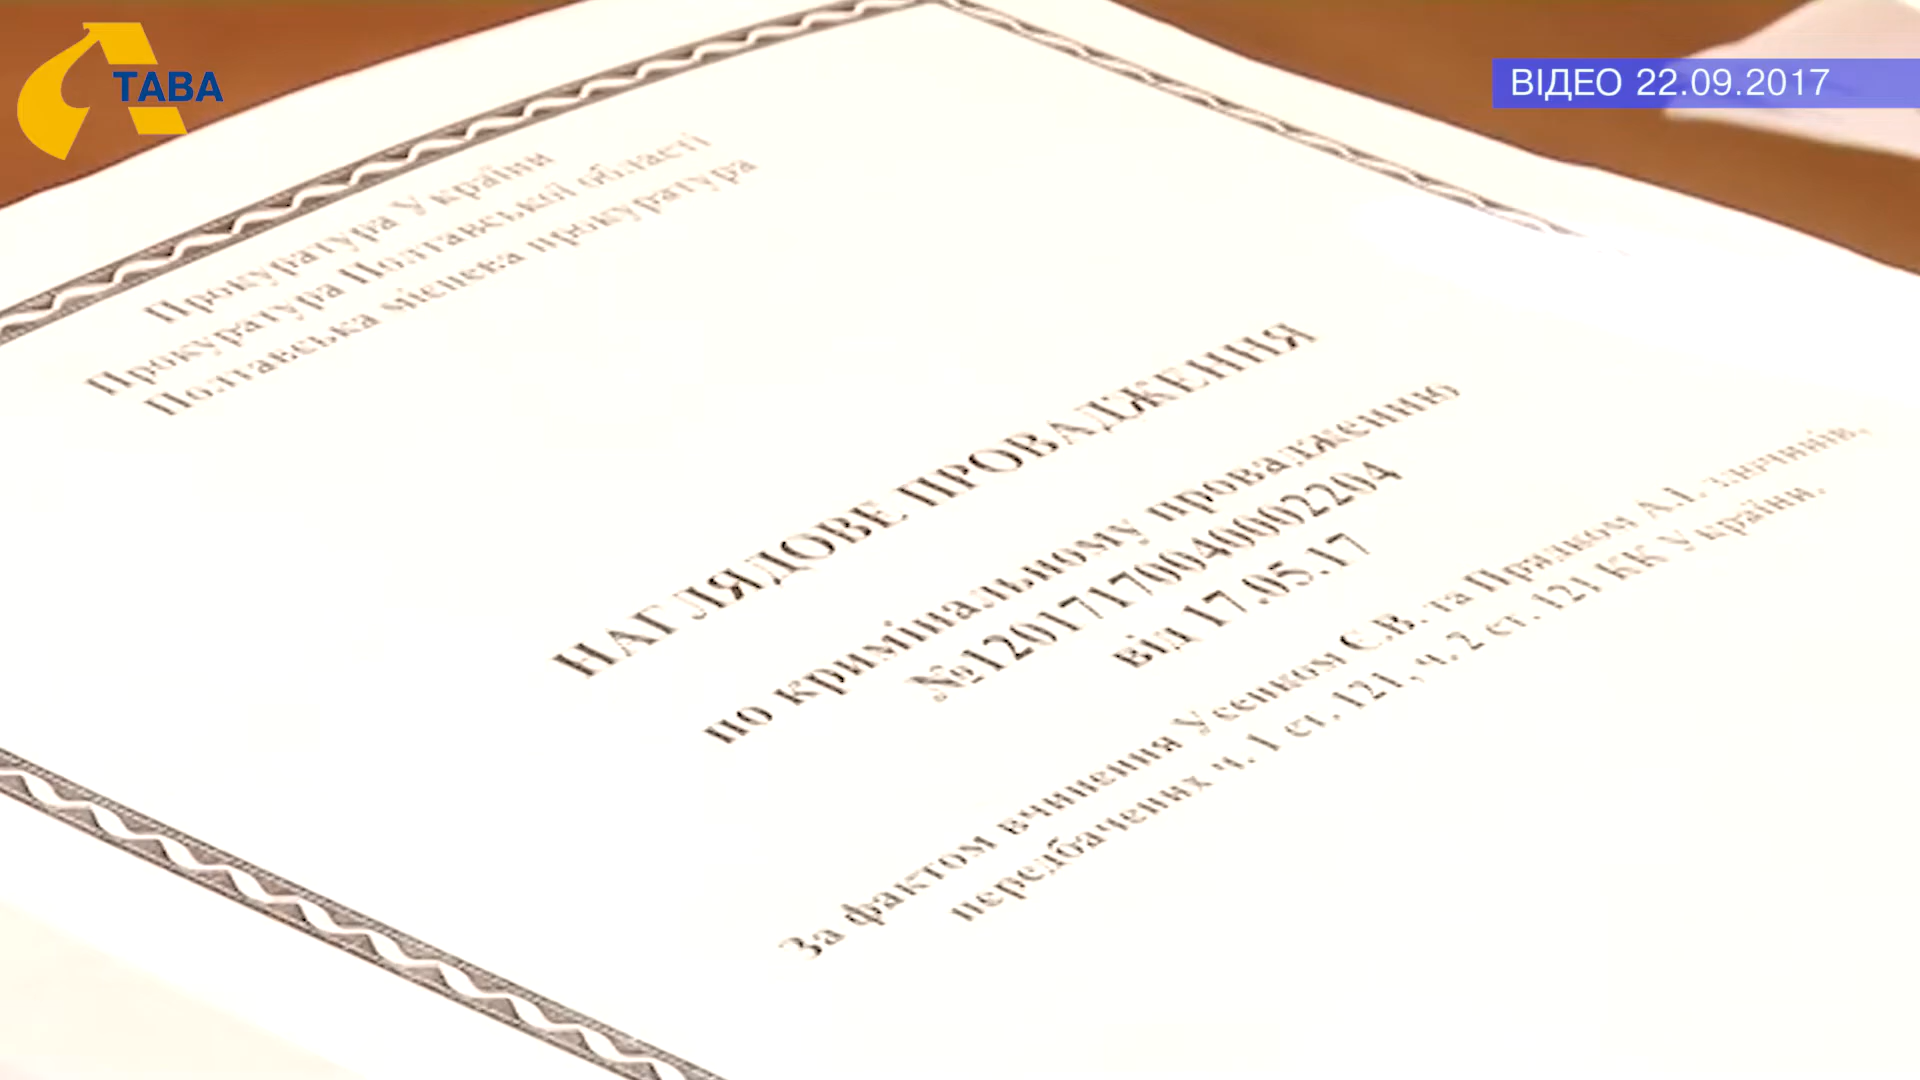 ТАВА
ВІДЕО 22.09.2017
Прокуратура України
Прокуратура Полтавської області
Полтавська місцева прокуратура
НАГЛЯДОВЕ ПРОВАДЖЕННЯ
по кримінальному провадженню
№12017170040002204
від 17.05.17
За фактом вчинення Усенком Є.В. та Прядком А.І. злочинів,
передбачених ч. 1 ст. 121, ч. 2 ст. 121 КК України.